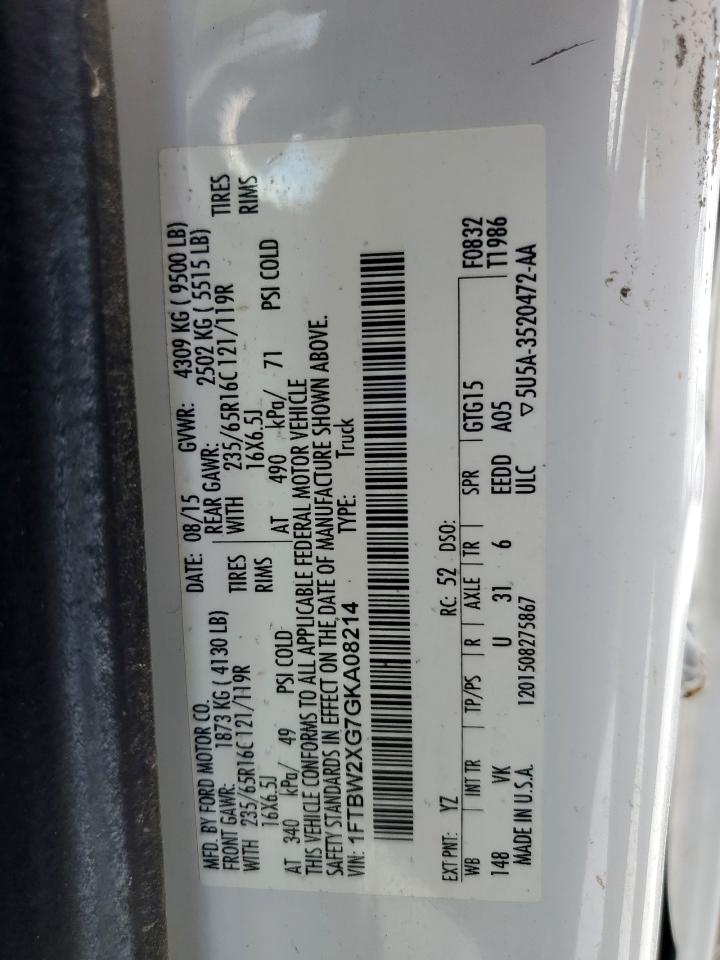 MFD. BY FORD MOTOR CO. DATE: 08/15 GVWR: 4309 KG ( 9500 LB)
FRONT GAWR: 1873 KG ( 4130 LB) REAR GAWR: 2502 KG ( 5515 LB)
WITH 235/65R16C 121/119R TIRES WITH 235/65R16C 121/119R TIRES
16X6.5J RIMS 16X6.5J RIMS
AT 340 kPa/ 49 PSI COLD AT 490 kPa/ 71 PSI COLD
THIS VEHICLE CONFORMS TO ALL APPLICABLE FEDERAL MOTOR VEHICLE
SAFETY STANDARDS IN EFFECT ON THE DATE OF MANUFACTURE SHOWN ABOVE.
VIN: 1FTBW2XG7GKA08214 TYPE: Truck
EXT PNT: YZ RC: 52 DSO: F0832
WB INT TR TP/PS R AXLE TR SPR GTG15 T1986
148 VK U 31 6 EEDD A05
MADE IN U.S.A. 1201508275867 ULC ▽5U5A-3520472-AA